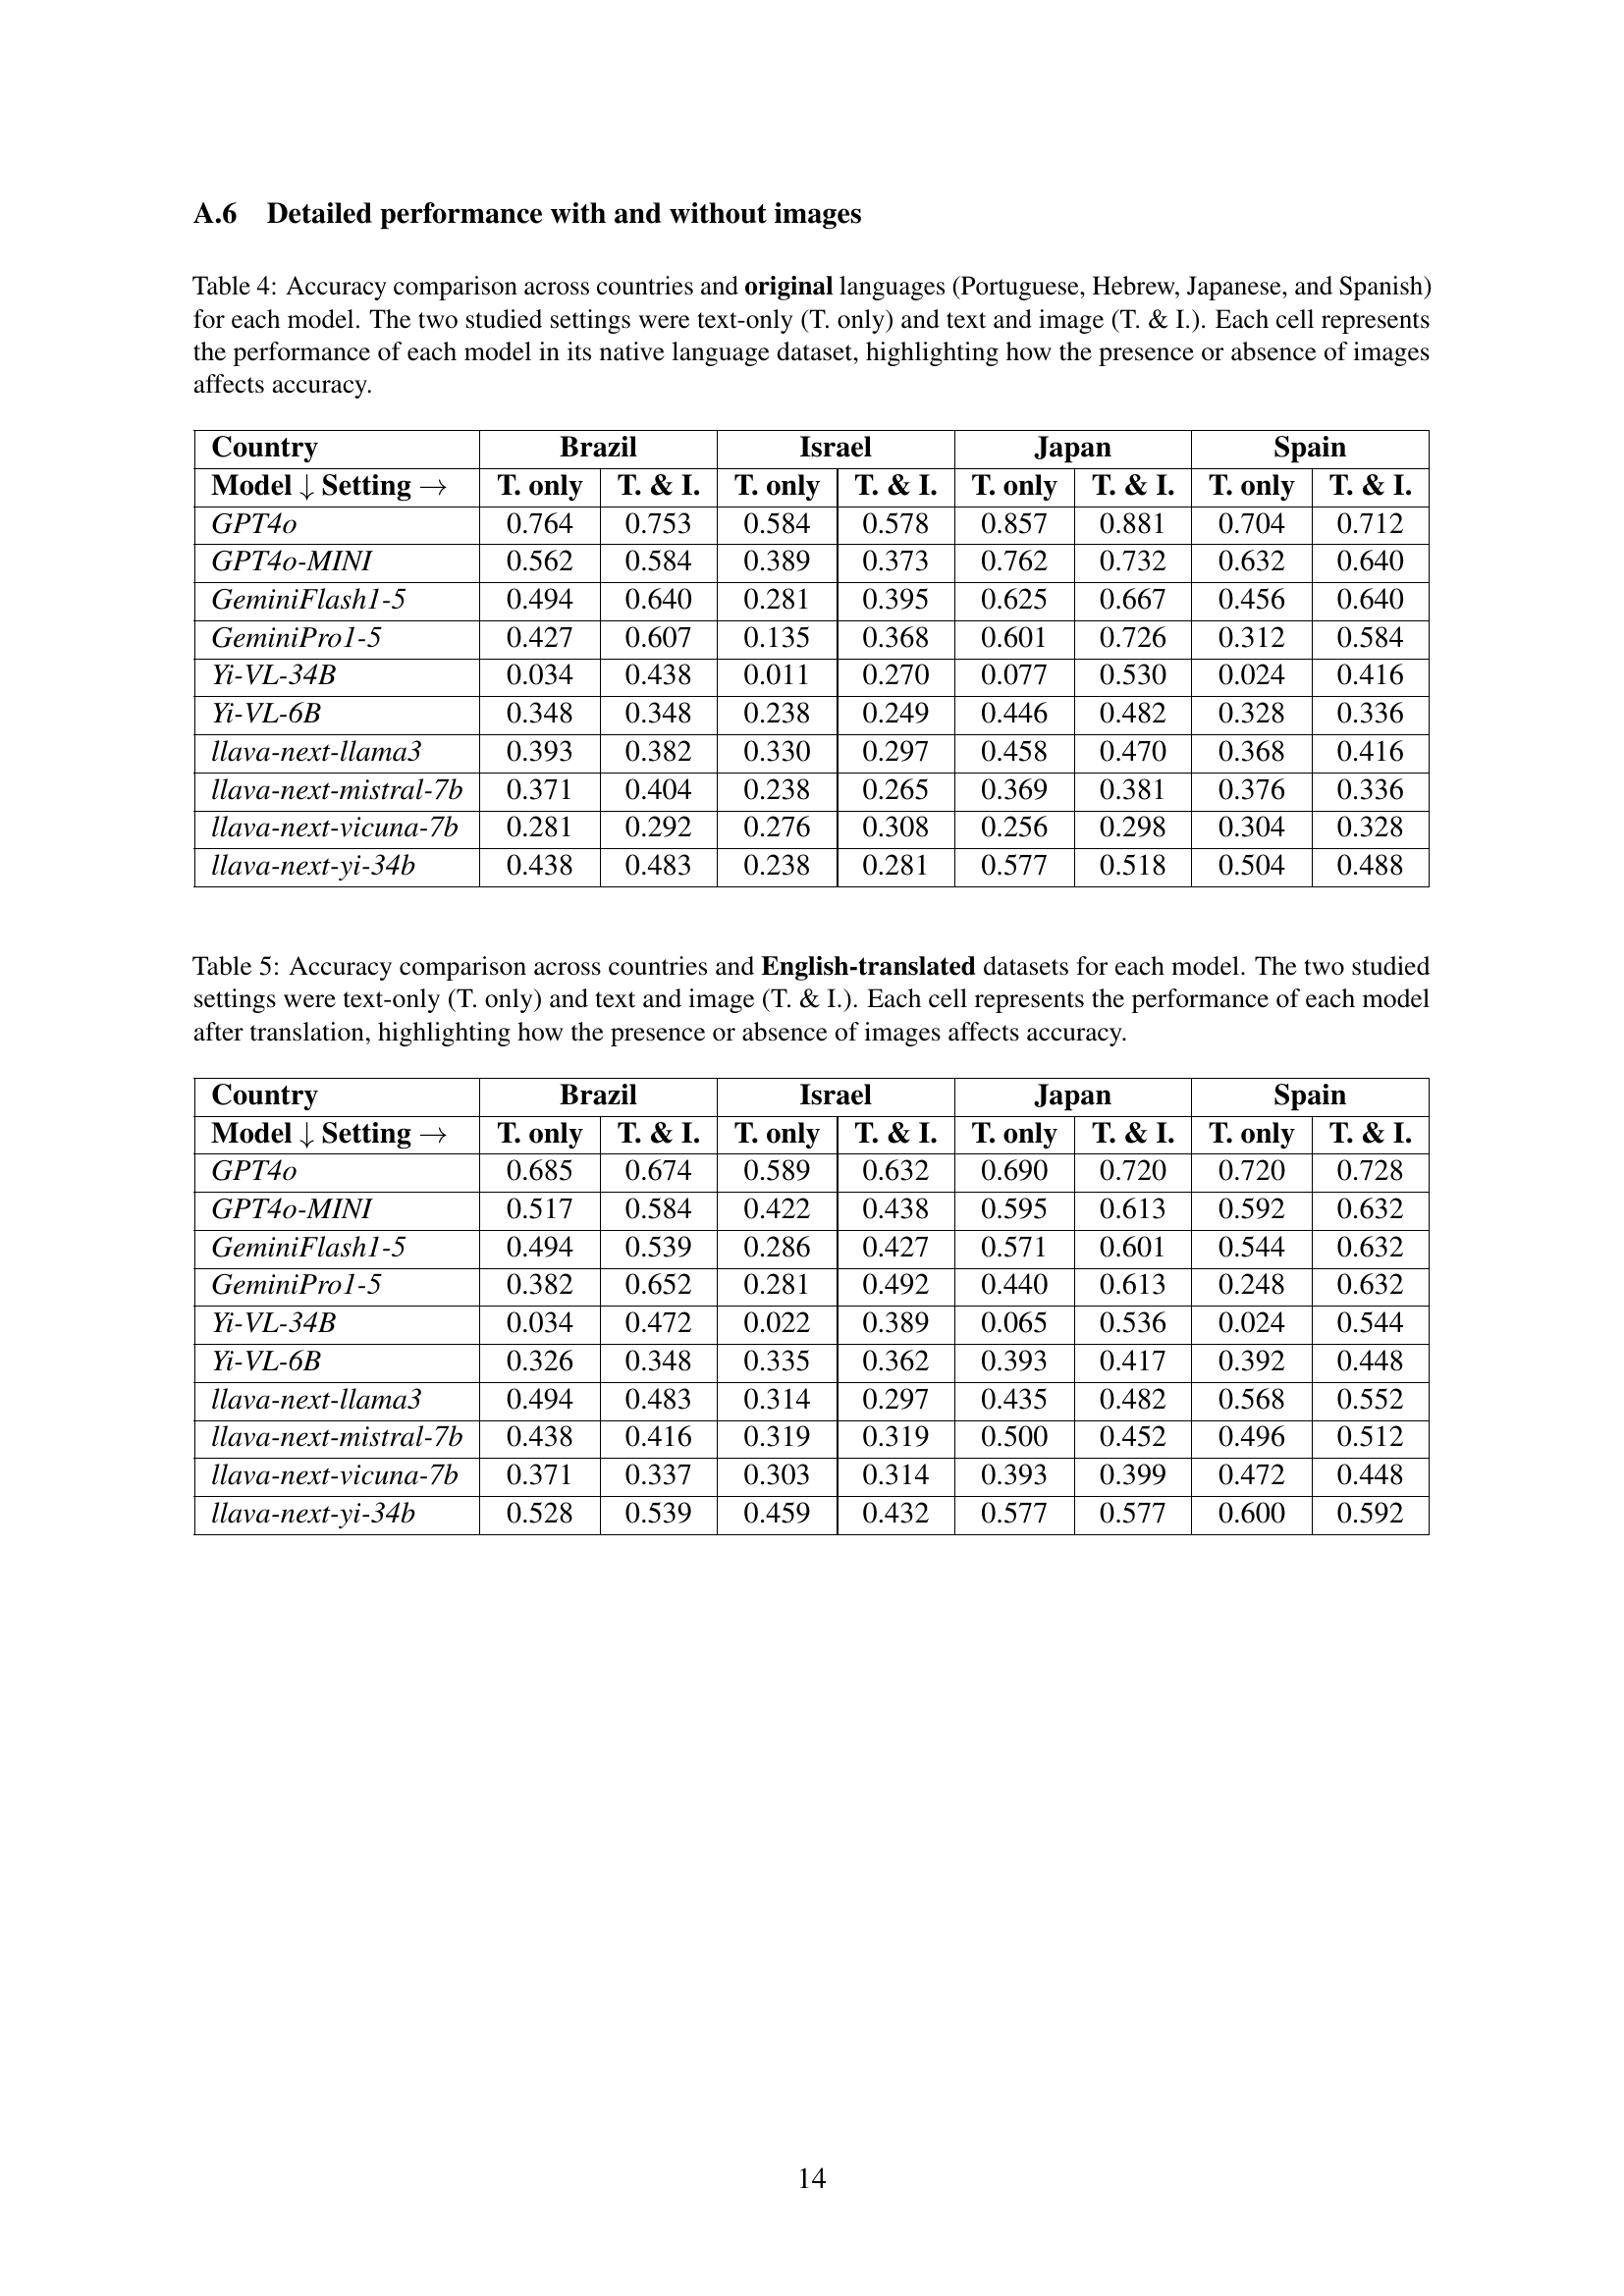 A.6 Detailed performance with and without images
Table 4: Accuracy comparison across countries and original languages (Portuguese, Hebrew, Japanese, and Spanish)
for each model. The two studied settings were text-only (T. only) and text and image (T. & I.). Each cell represents
the performance of each model in its native language dataset, highlighting how the presence or absence of images
affects accuracy.
Country Brazil Israel Japan Spain
Model ↓ Setting → T. only T. & I. T. only T. & I. T. only T. & I. T. only T. & I.
GPT4o 0.764 0.753 0.584 0.578 0.857 0.881 0.704 0.712
GPT4o-MINI 0.562 0.584 0.389 0.373 0.762 0.732 0.632 0.640
GeminiFlash1-5 0.494 0.640 0.281 0.395 0.625 0.667 0.456 0.640
GeminiPro1-5 0.427 0.607 0.135 0.368 0.601 0.726 0.312 0.584
Yi-VL-34B 0.034 0.438 0.011 0.270 0.077 0.530 0.024 0.416
Yi-VL-6B 0.348 0.348 0.238 0.249 0.446 0.482 0.328 0.336
llava-next-llama3 0.393 0.382 0.330 0.297 0.458 0.470 0.368 0.416
llava-next-mistral-7b 0.371 0.404 0.238 0.265 0.369 0.381 0.376 0.336
llava-next-vicuna-7b 0.281 0.292 0.276 0.308 0.256 0.298 0.304 0.328
llava-next-yi-34b 0.438 0.483 0.238 0.281 0.577 0.518 0.504 0.488
Table 5: Accuracy comparison across countries and English-translated datasets for each model. The two studied
settings were text-only (T. only) and text and image (T. & I.). Each cell represents the performance of each model
after translation, highlighting how the presence or absence of images affects accuracy.
Country Brazil Israel Japan Spain
Model ↓ Setting → T. only T. & I. T. only T. & I. T. only T. & I. T. only T. & I.
GPT4o 0.685 0.674 0.589 0.632 0.690 0.720 0.720 0.728
GPT4o-MINI 0.517 0.584 0.422 0.438 0.595 0.613 0.592 0.632
GeminiFlash1-5 0.494 0.539 0.286 0.427 0.571 0.601 0.544 0.632
GeminiPro1-5 0.382 0.652 0.281 0.492 0.440 0.613 0.248 0.632
Yi-VL-34B 0.034 0.472 0.022 0.389 0.065 0.536 0.024 0.544
Yi-VL-6B 0.326 0.348 0.335 0.362 0.393 0.417 0.392 0.448
llava-next-llama3 0.494 0.483 0.314 0.297 0.435 0.482 0.568 0.552
llava-next-mistral-7b 0.438 0.416 0.319 0.319 0.500 0.452 0.496 0.512
llava-next-vicuna-7b 0.371 0.337 0.303 0.314 0.393 0.399 0.472 0.448
llava-next-yi-34b 0.528 0.539 0.459 0.432 0.577 0.577 0.600 0.592
14